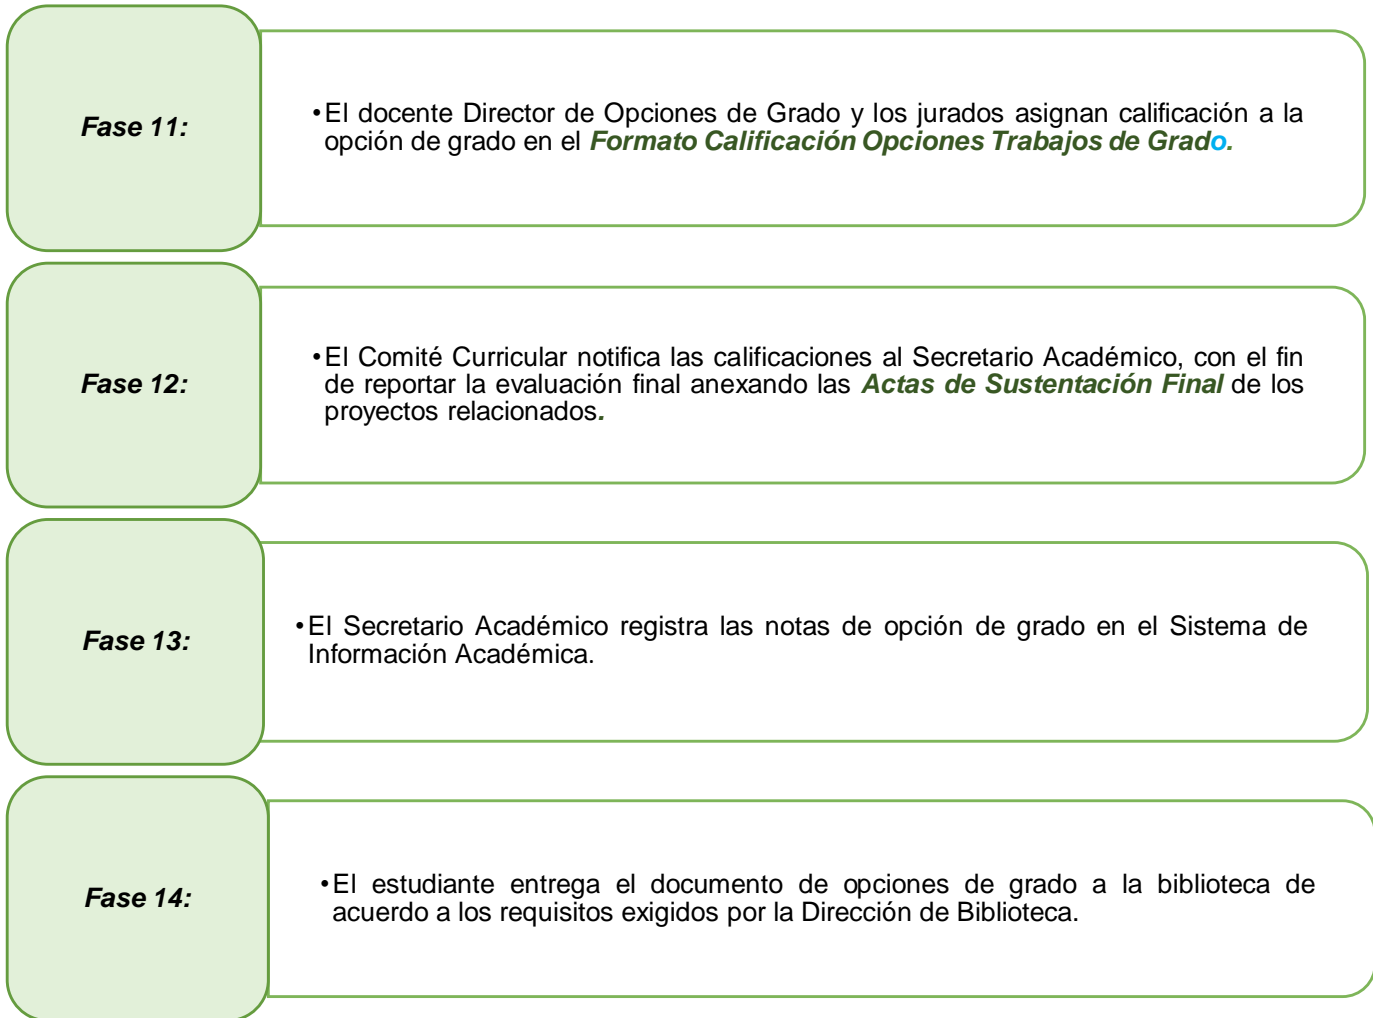 Fase 11:
•El docente Director de Opciones de Grado y los jurados asignan calificación a la
opción de grado en el Formato Calificación Opciones Trabajos de Grado.
Fase 12:
•El Comité Curricular notifica las calificaciones al Secretario Académico, con el fin
de reportar la evaluación final anexando las Actas de Sustentación Final de los
proyectos relacionados.
Fase 13:
•El Secretario Académico registra las notas de opción de grado en el Sistema de
Información Académica.
Fase 14:
•El estudiante entrega el documento de opciones de grado a la biblioteca de
acuerdo a los requisitos exigidos por la Dirección de Biblioteca.